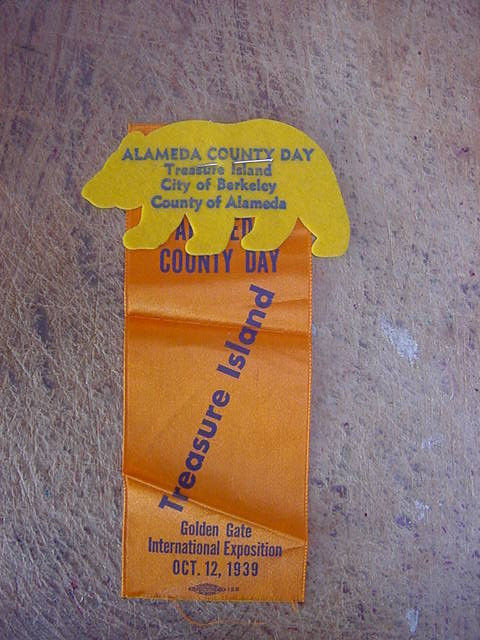 ALAMEDA COUNTY DAY
Treasure Island
City of Berkeley
County of Alameda
COUNTY DAY
Treasure Island
Golden Gate
International Exposition
OCT. 12, 1939